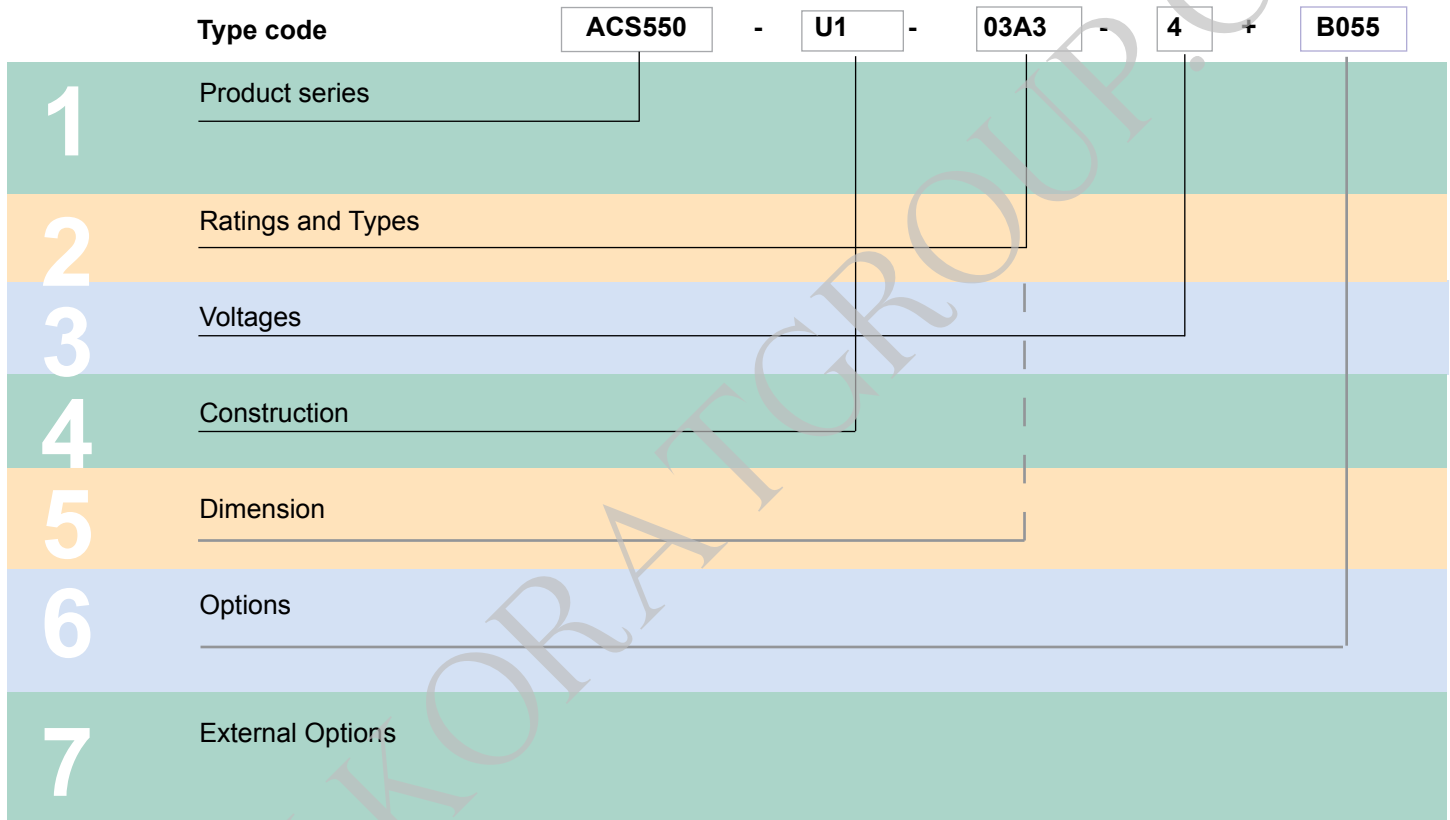 Type code ACS550 - U1 - 03A3 - 4 + B055
1 Product series
2 Ratings and Types
3 Voltages
4 Construction
5 Dimension
6 Options
7 External Options
KORATGROUP.C